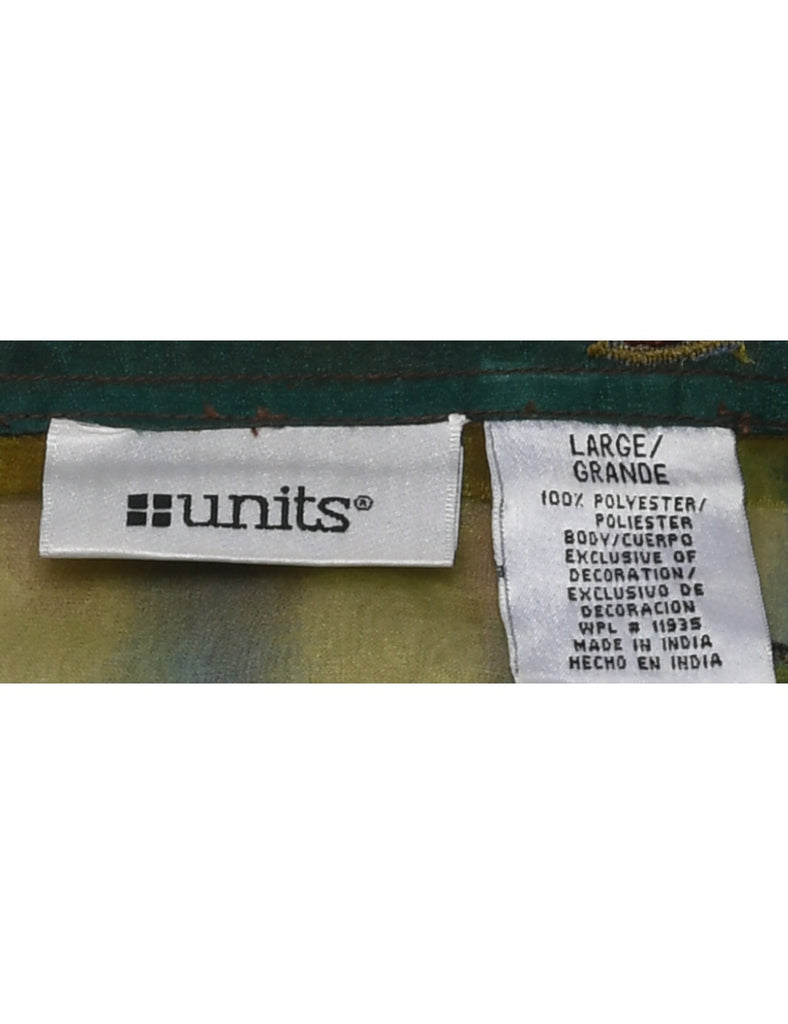 units®
LARGE/
GRANDE
100% POLYESTER/
POLIESTER
BODY/CUERPO
EXCLUSIVE OF
DECORATION/
EXCLUSIVO DE
DECORACION
WPL # 11935
MADE IN INDIA
HECHO EN INDIA